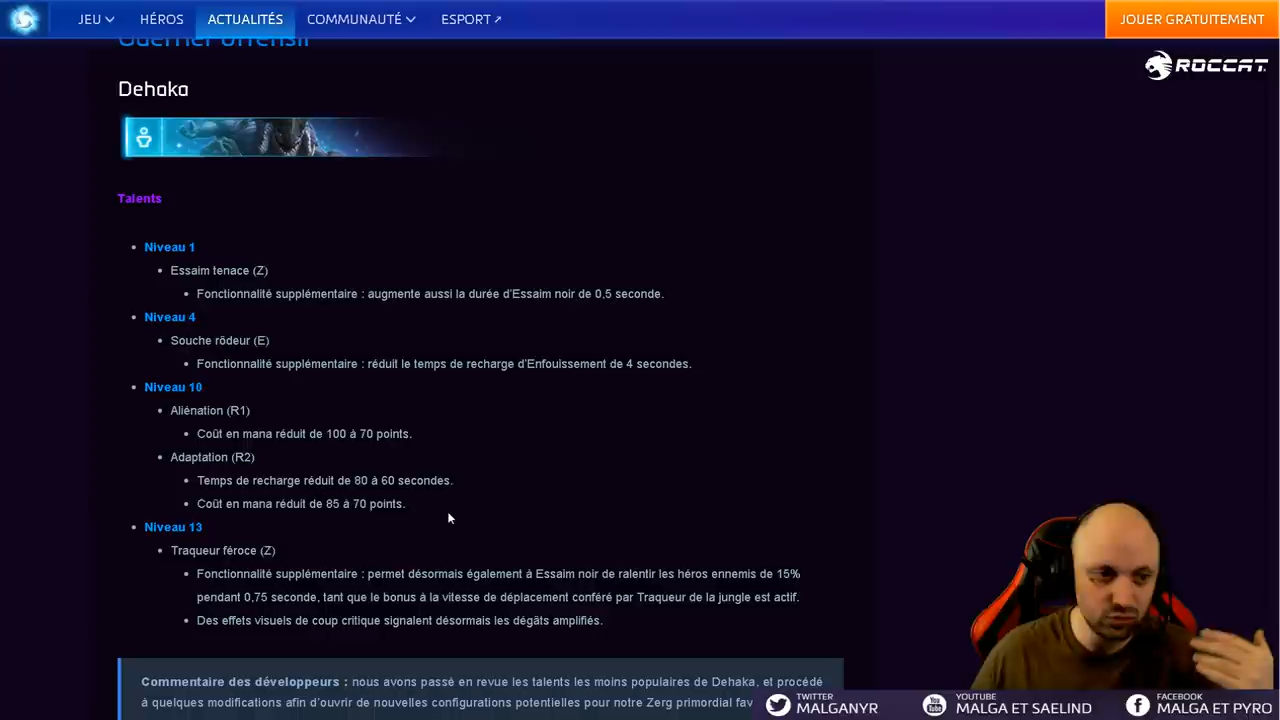 JEU HÉROS ACTUALITÉS COMMUNAUTÉ ESPORT JOUER GRATUITEMENT
Guerrier offensif
ROCCAT
Dehaka
Talents
Niveau 1
Essaim tenace (Z)
Fonctionnalité supplémentaire : augmente aussi la durée d'Essaim noir de 0,5 seconde.
Niveau 4
Souche rôdeur (E)
Fonctionnalité supplémentaire : réduit le temps de recharge d'Enfouissement de 4 secondes.
Niveau 10
Aliénation (R1)
Coût en mana réduit de 100 à 70 points.
Adaptation (R2)
Temps de recharge réduit de 80 à 60 secondes.
Coût en mana réduit de 85 à 70 points.
Niveau 13
Traqueur féroce (Z)
Fonctionnalité supplémentaire : permet désormais également à Essaim noir de ralentir les héros ennemis de 15%
pendant 0,75 seconde, tant que le bonus à la vitesse de déplacement conféré par Traqueur de la jungle est actif.
Des effets visuels de coup critique signalent désormais les dégâts amplifiés.
Commentaire des développeurs : nous avons passé en revue les talents les moins populaires de Dehaka, et procédé
à quelques modifications afin d'ouvrir de nouvelles configurations potentielles pour notre Zerg primordial fav
TWITTER
MALGANYR
YOUTUBE
MALGA ET SAELIND
FACEBOOK
MALGA ET PYRO